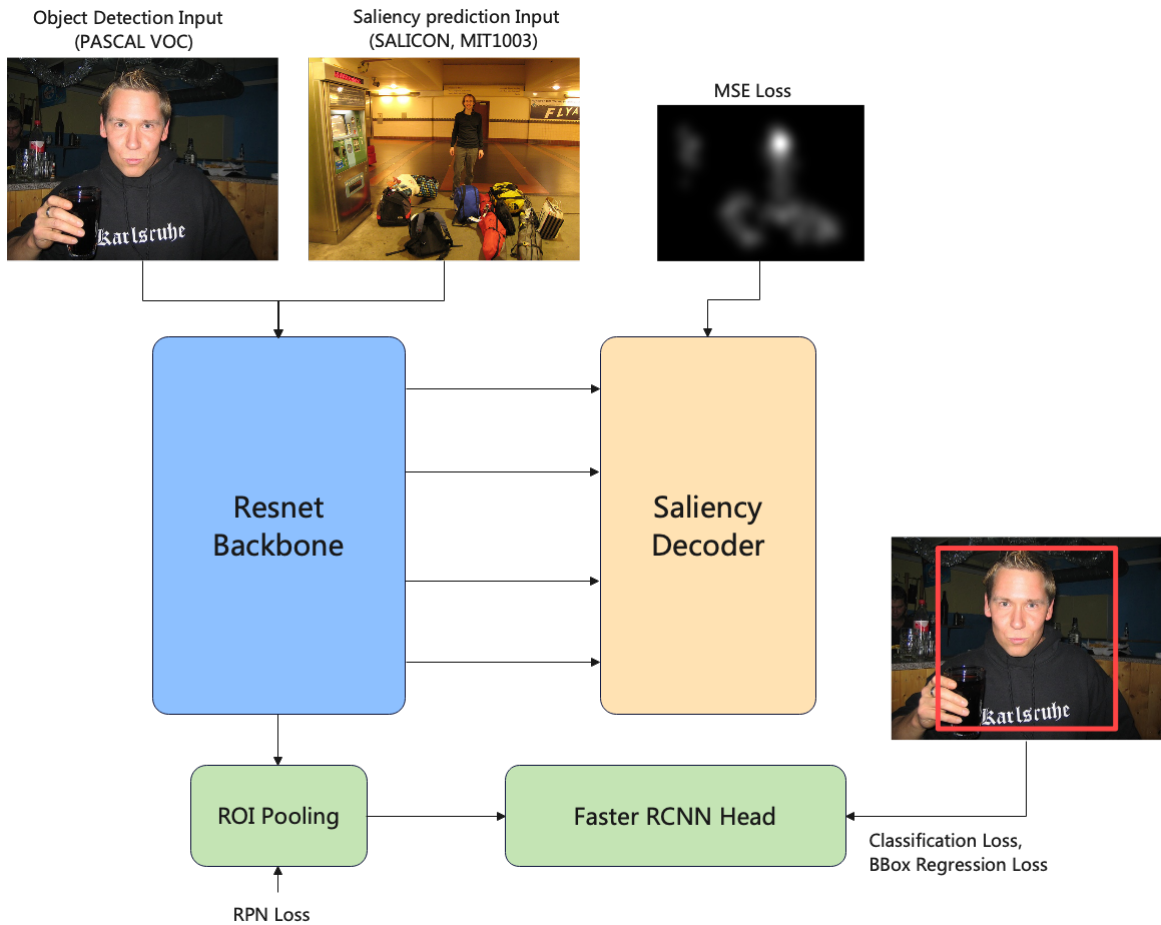 Object Detection Input
(PASCAL VOC)
Saliency prediction Input
(SALICON, MIT1003)
MSE Loss
FLYA
Karlsruhe
Resnet
Backbone
Saliency
Decoder
Karlsruhe
ROI Pooling
Faster RCNN Head
Classification Loss,
BBox Regression Loss
RPN Loss